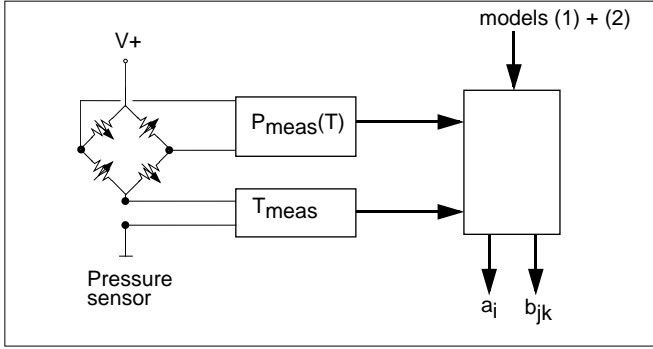 models (1) + (2)
V+
Pmeas(T)
Tmeas
Pressure
sensor
ai
bjk